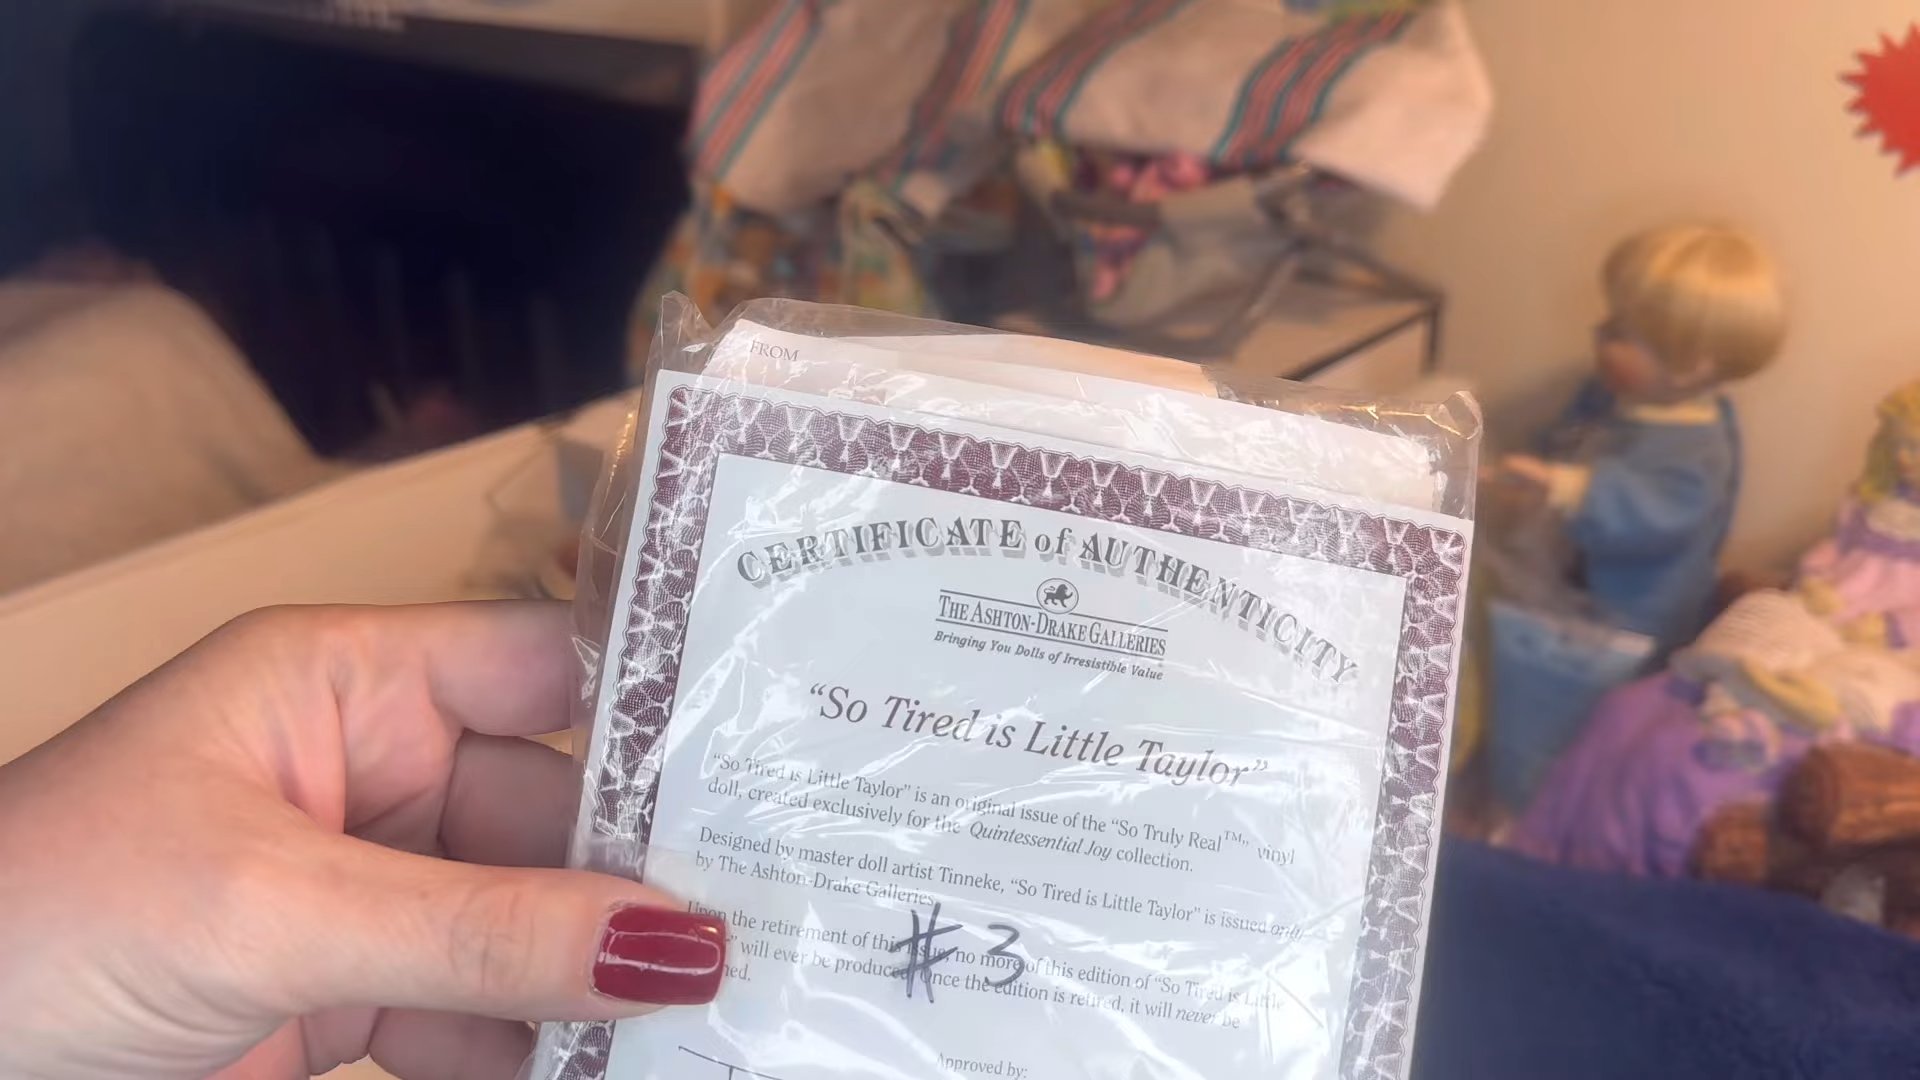 FROM
CERTIFICATE of AUTHENTICITY
THE ASHTON-DRAKE GALLERIES
Bringing You Dolls of Irresistible Value
"So Tired is Little Taylor"
"So Tired is Little Taylor" is an original issue of the "So Truly Real™" vinyl
doll, created exclusively for the Quintessential Joy collection.
Designed by master doll artist Tinneke, "So Tired is Little Taylor" is issued only
by The Ashton-Drake Galleries.
# 3
Upon the retirement of this issue, no more of this edition of "So Tired is Little
will ever be produced. Once the edition is retired, it will never be
Approved by: